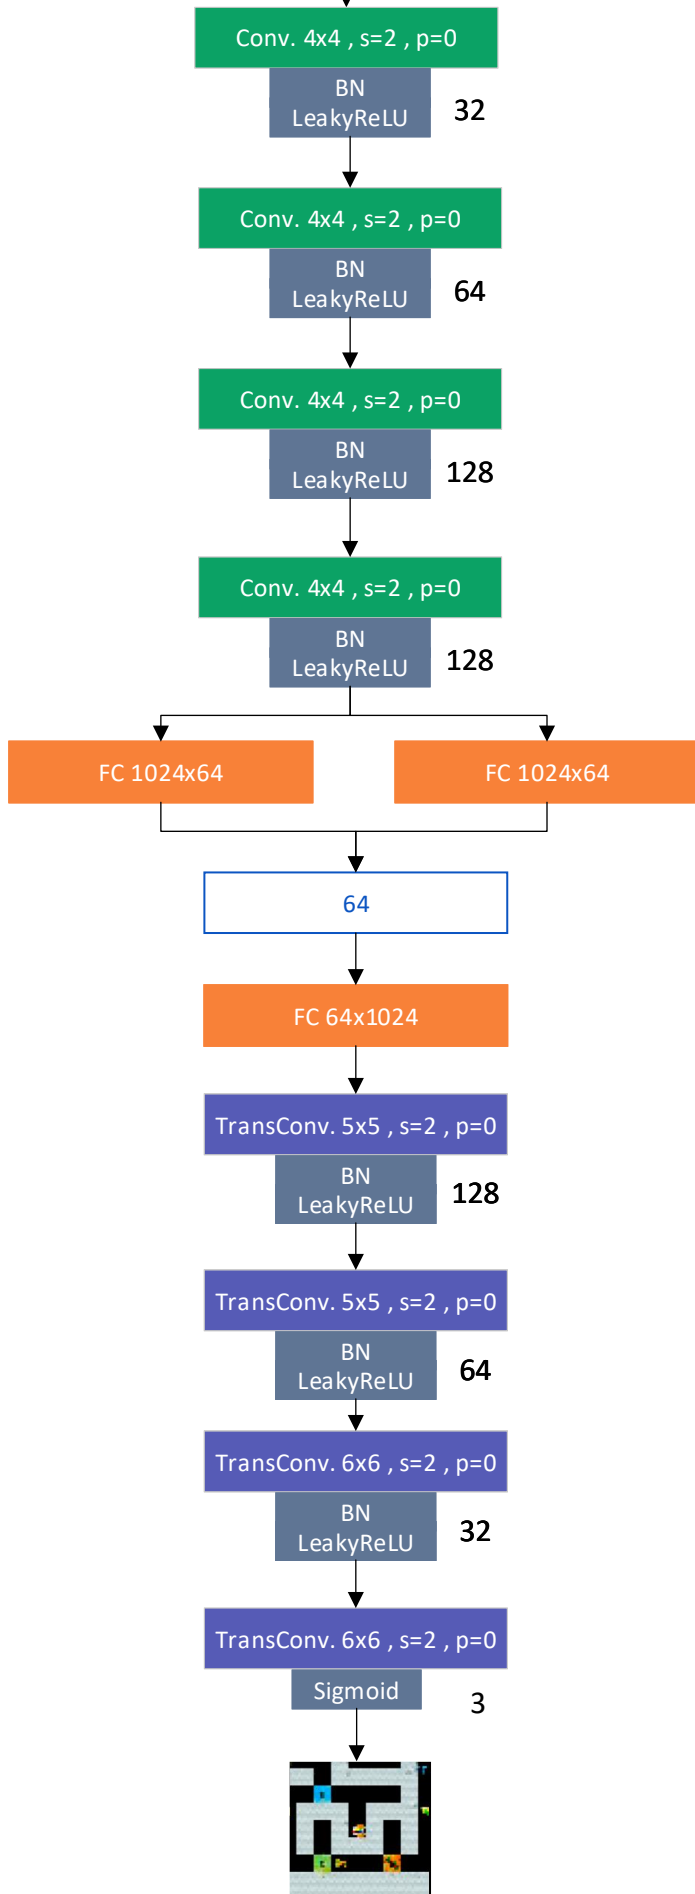 Conv. 4x4 , s=2 , p=0
BN
LeakyReLU
32
Conv. 4x4 , s=2 , p=0
BN
LeakyReLU
64
Conv. 4x4 , s=2 , p=0
BN
LeakyReLU
128
Conv. 4x4 , s=2 , p=0
BN
LeakyReLU
128
FC 1024x64
FC 1024x64
64
FC 64x1024
TransConv. 5x5 , s=2 , p=0
BN
LeakyReLU
128
TransConv. 5x5 , s=2 , p=0
BN
LeakyReLU
64
TransConv. 6x6 , s=2 , p=0
BN
LeakyReLU
32
TransConv. 6x6 , s=2 , p=0
Sigmoid
3